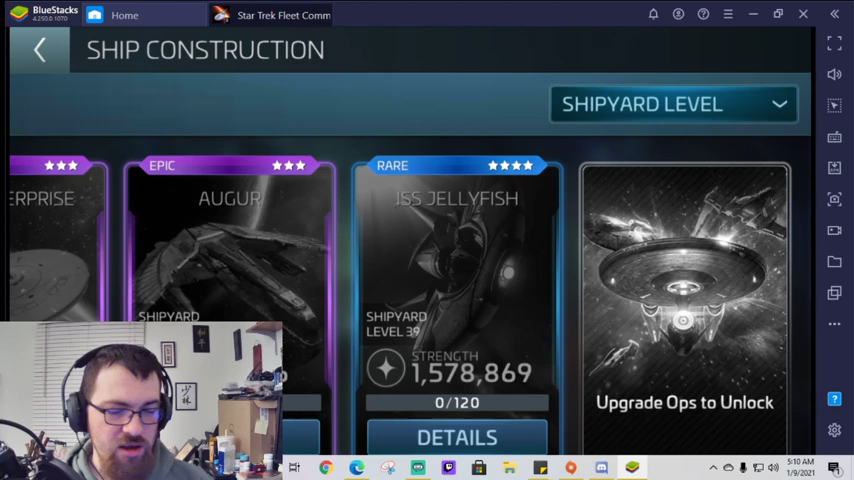 BlueStacks
4.250.0.1070
Home
Star Trek Fleet Comm
SHIP CONSTRUCTION
SHIPYARD LEVEL
ERPRISE
EPIC
AUGUR
SHIPYARD
RARE
ISS JELLYFISH
SHIPYARD
LEVEL 39
STRENGTH
1,578,869
0/120
DETAILS
Upgrade Ops to Unlock
5:10 AM
1/9/2021